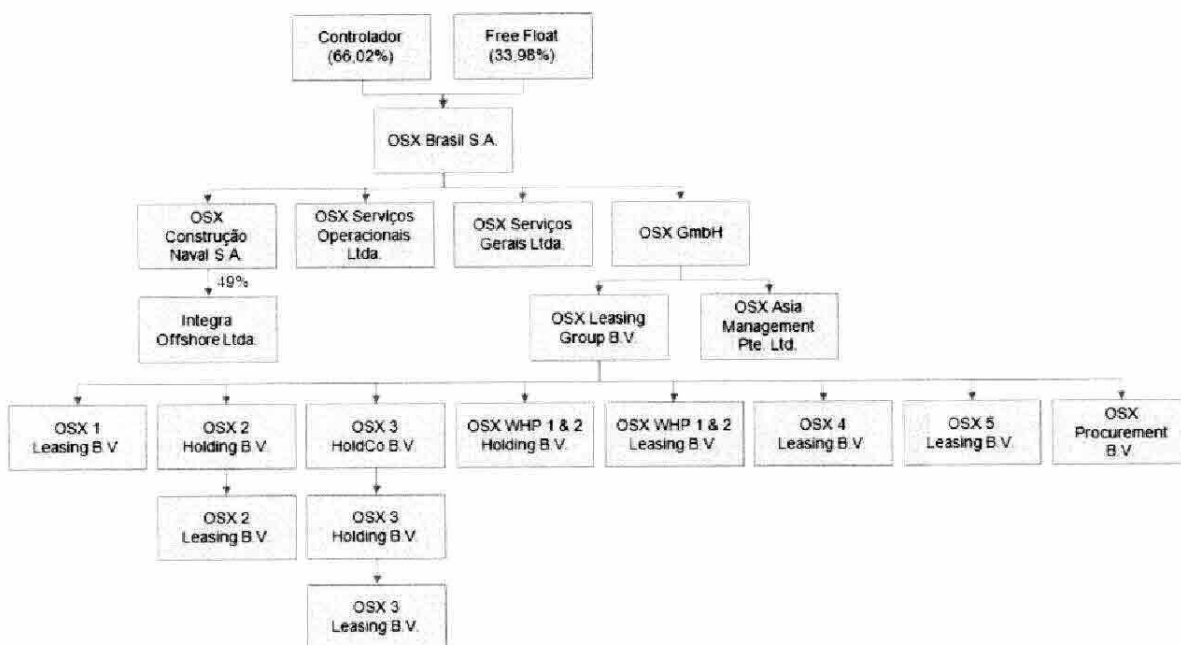 Controlador
(66,02%)
Free Float
(33,98%)
OSX Brasil S.A.
OSX
Construção
Naval S.A.
OSX Serviços
Operacionais
Ltda.
OSX Serviços
Gerais Ltda.
OSX GmbH
49%
Integra
Offshore Ltda.
OSX Leasing
Group B.V.
OSX Asia
Management
Pte. Ltd.
OSX 1
Leasing B.V.
OSX 2
Holding B.V.
OSX 3
HoldCo B.V.
OSX WHP 1 & 2
Holding B.V.
OSX WHP 1 & 2
Leasing B.V.
OSX 4
Leasing B.V.
OSX 5
Leasing B.V.
OSX
Procurement
B.V.
OSX 2
Leasing B.V.
OSX 3
Holding B.V.
OSX 3
Leasing B.V.